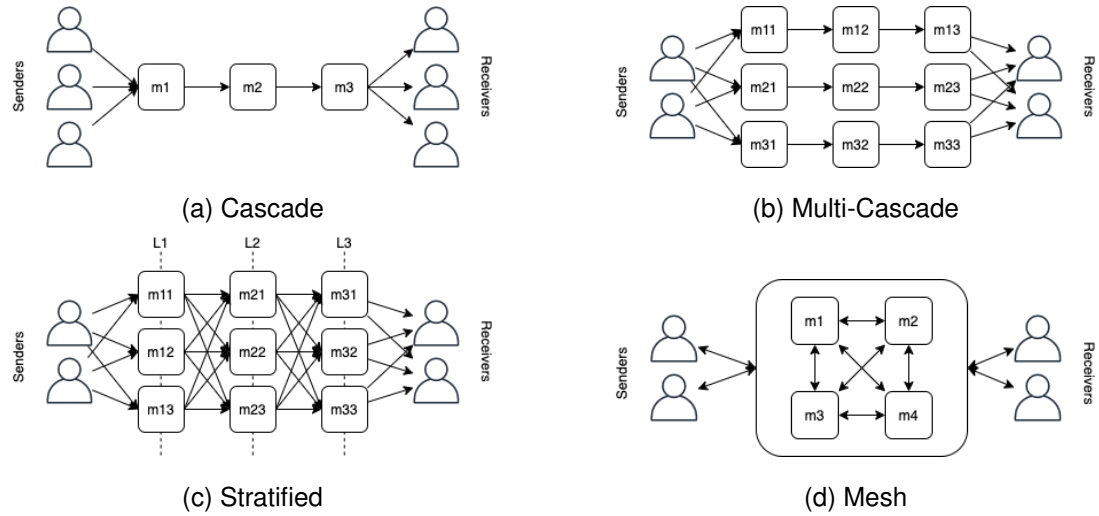 Senders
m1
m2
m3
Receivers
(a) Cascade
Senders
m11
m12
m13
m21
m22
m23
m31
m32
m33
Receivers
(b) Multi-Cascade
L1
L2
L3
Senders
m11
m21
m31
m12
m22
m32
m13
m23
m33
Receivers
(c) Stratified
Senders
m1
m2
m3
m4
Receivers
(d) Mesh